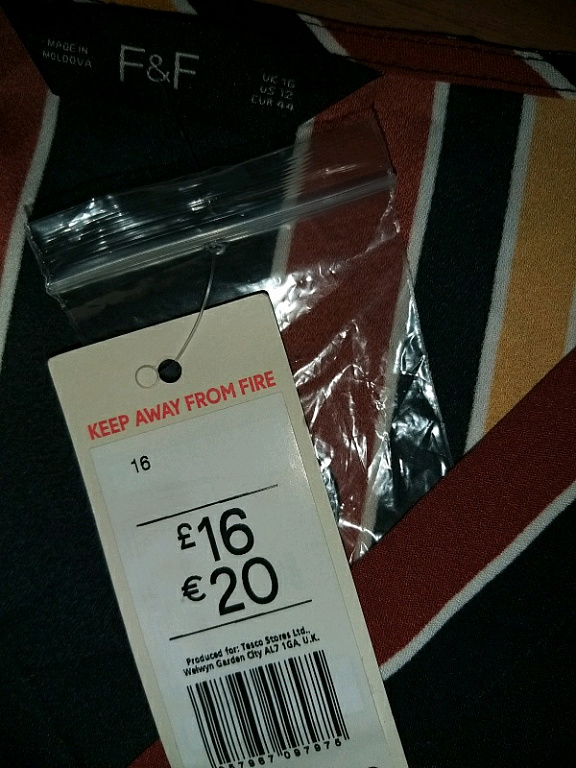 MADE IN
MOLDOVA
F&F
UK 16
US 12
EUR 44
KEEP AWAY FROM FIRE
16
£16
€20
Produced for: Tesco Stores Ltd.,
Welwyn Garden City AL7 1GA, U.K.